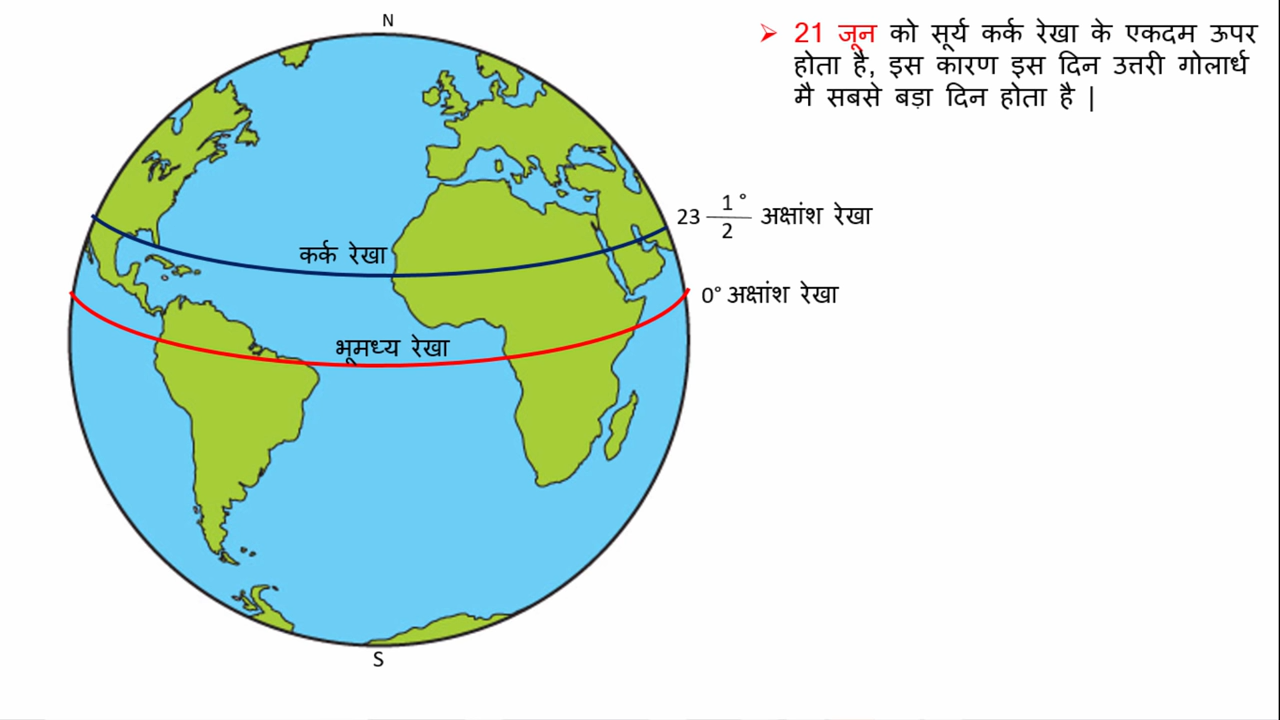 N
➢ 21 जून को सूर्य कर्क रेखा के एकदम ऊपर
होता है, इस कारण इस दिन उत्तरी गोलार्ध
मै सबसे बड़ा दिन होता है |
23 1°/2 अक्षांश रेखा
कर्क रेखा
0° अक्षांश रेखा
भूमध्य रेखा
S